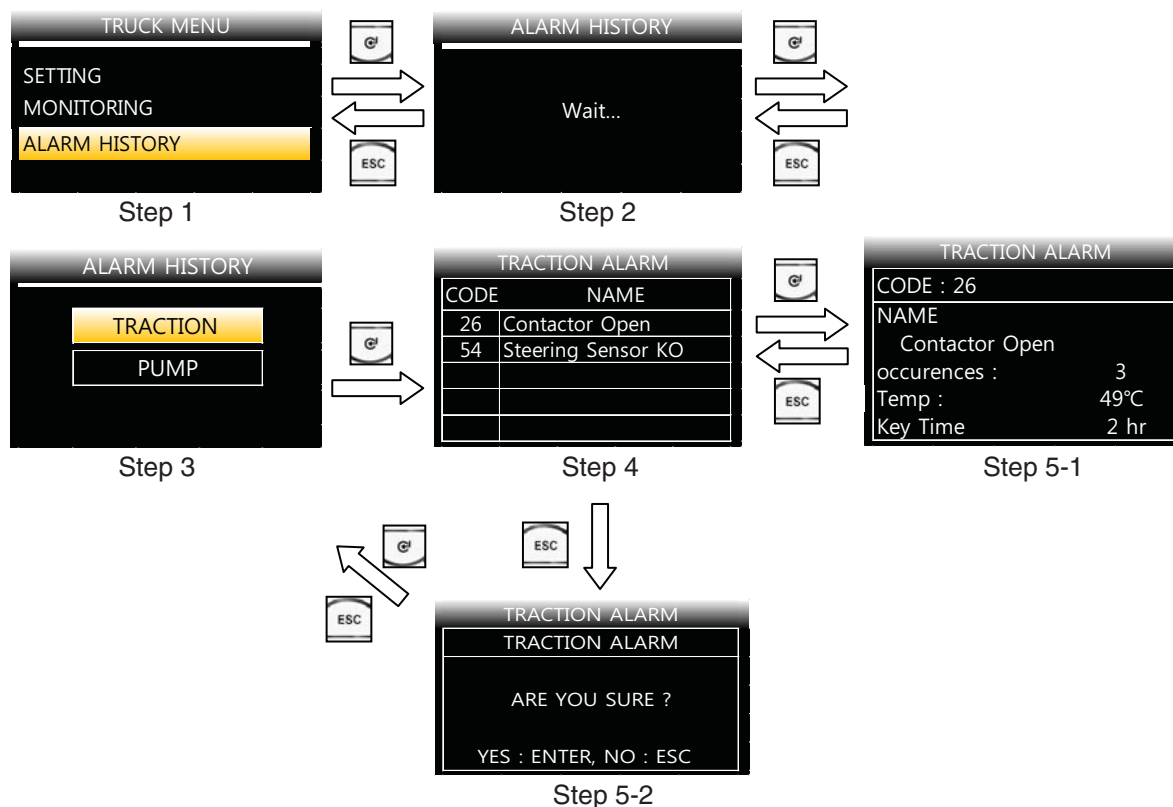 TRUCK MENU
SETTING
MONITORING
ALARM HISTORY
Step 1
ESC
ALARM HISTORY
Wait...
Step 2
ESC
ALARM HISTORY
TRACTION
PUMP
Step 3
TRACTION ALARM
CODE NAME
26 Contactor Open
54 Steering Sensor KO
Step 4
ESC
TRACTION ALARM
CODE : 26
NAME
Contactor Open
occurences : 3
Temp : 49℃
Key Time 2 hr
Step 5-1
ESC
ESC
TRACTION ALARM
TRACTION ALARM
ARE YOU SURE ?
YES : ENTER, NO : ESC
Step 5-2